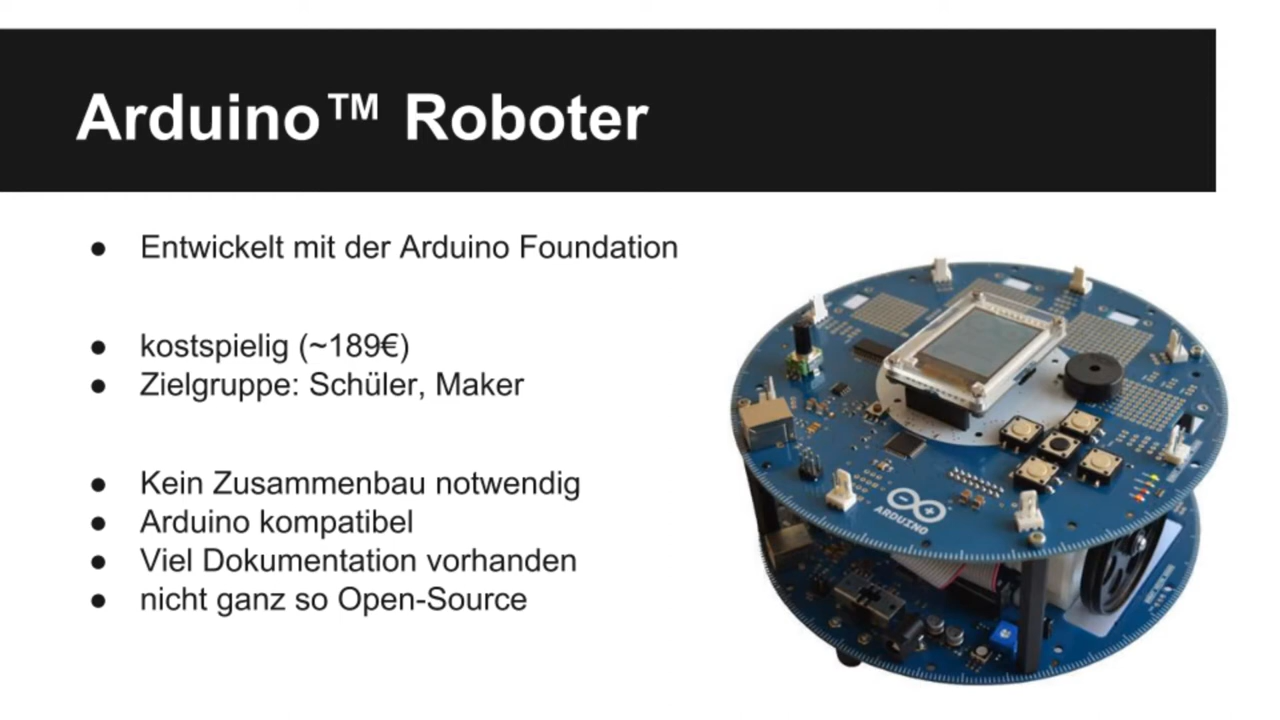 Arduino™ Roboter
● Entwickelt mit der Arduino Foundation
● kostspielig (~189€)
● Zielgruppe: Schüler, Maker
● Kein Zusammenbau notwendig
● Arduino kompatibel
● Viel Dokumentation vorhanden
● nicht ganz so Open-Source
ARDUINO